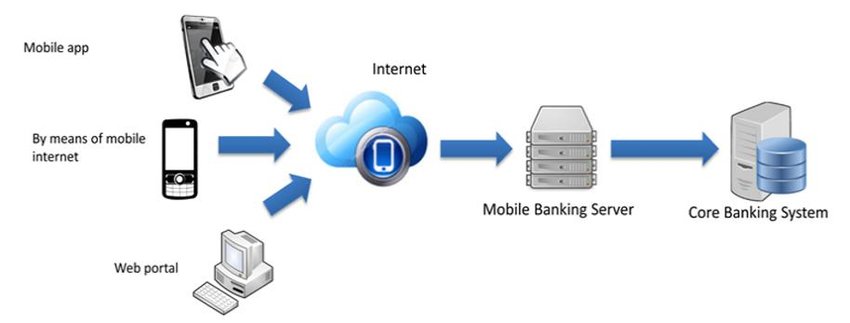 Mobile app
Internet
By means of mobile
internet
Mobile Banking Server
Core Banking System
Web portal